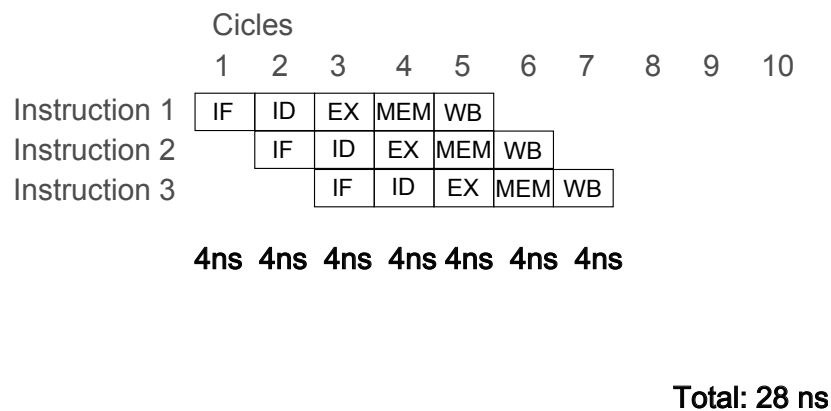 Cicles
1 2 3 4 5 6 7 8 9 10
Instruction 1 IF ID EX MEM WB
Instruction 2 IF ID EX MEM WB
Instruction 3 IF ID EX MEM WB
4ns 4ns 4ns 4ns 4ns 4ns 4ns
Total: 28 ns